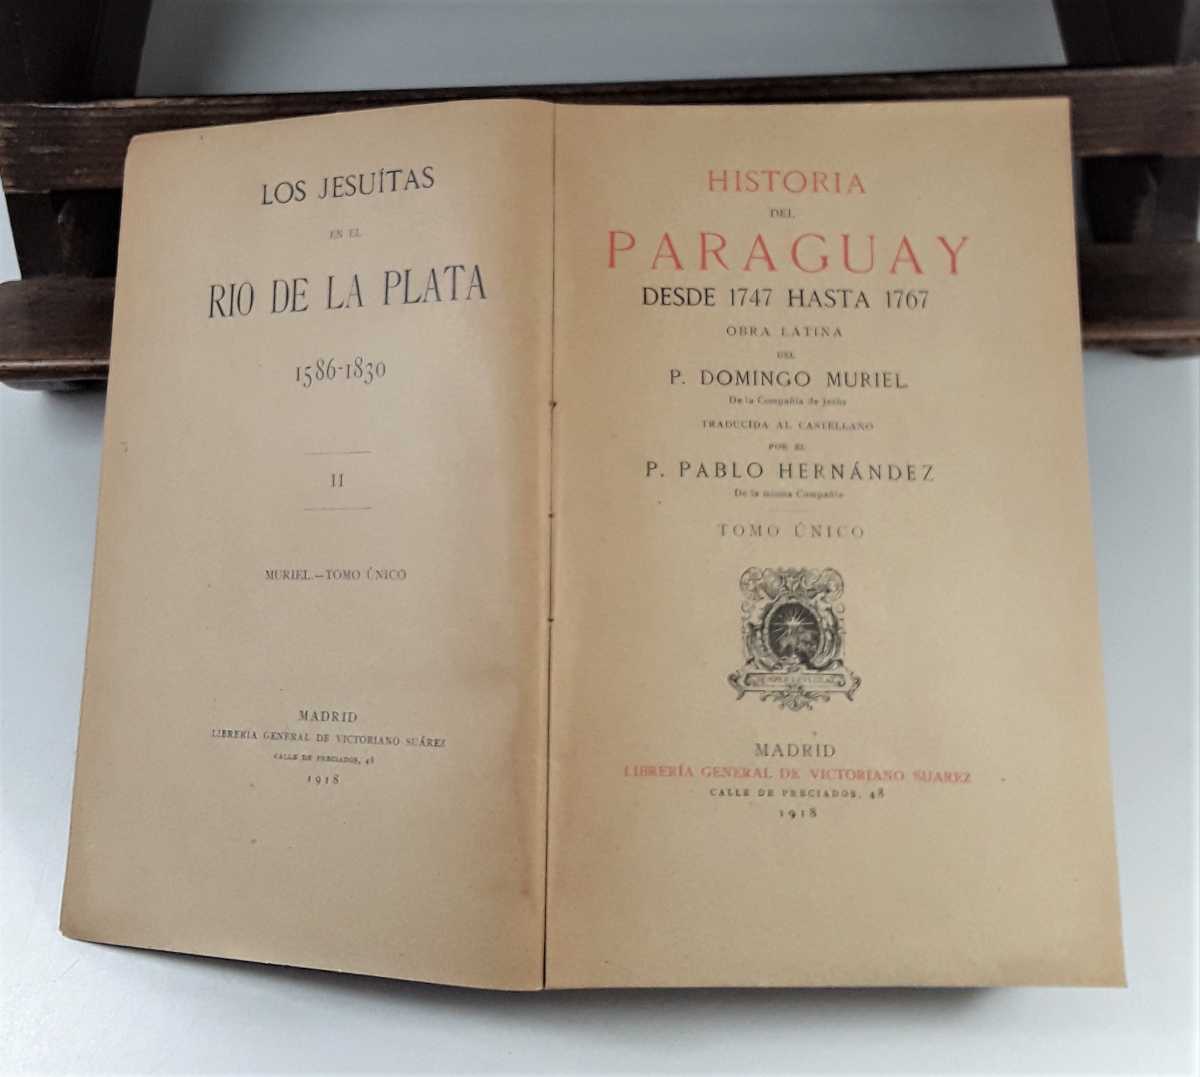 LOS JESUÍTAS
EN EL
RIO DE LA PLATA
1586-1830
II
MURIEL.—TOMO ÚNICO
MADRID
LIBRERÍA GENERAL DE VICTORIANO SUÁREZ
CALLE DE PRECIADOS, 48
1918
HISTORIA
DEL
PARAGUAY
DESDE 1747 HASTA 1767
OBRA LATINA
DEL
P. DOMINGO MURIEL
De la Compañía de Jesús
TRADUCIDA AL CASTELLANO
POR EL
P. PABLO HERNÁNDEZ
De la misma Compañía
TOMO ÚNICO
MADRID
LIBRERÍA GENERAL DE VICTORIANO SUAREZ
CALLE DE PRECIADOS, 48
1918